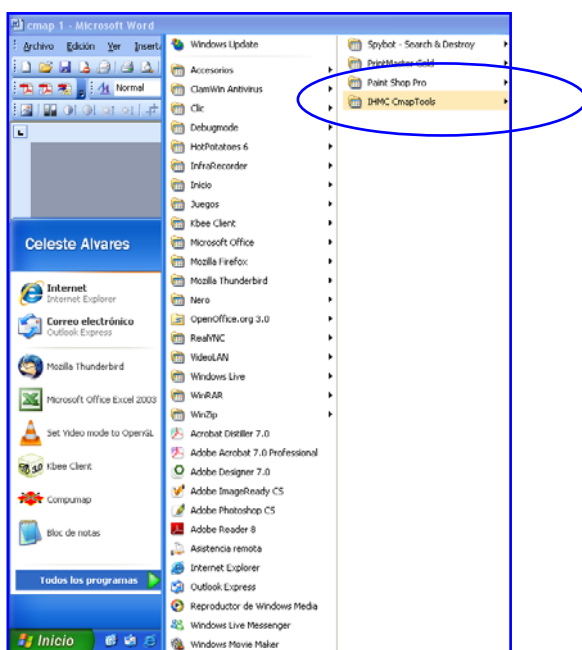 cmap 1 - Microsoft Word
Archivo Edición Ver Inserta
Normal
L
Celeste Alvares
Internet
Internet Explorer
Correo electrónico
Outlook Express
Mozilla Thunderbird
Microsoft Office Excel 2003
Set Video mode to OpenGL
Kbee Client
Compumap
Bloc de notas
Todos los programas
Inicio
Windows Update
Accesorios
ClamWin Antivirus
Clic
Debugmode
HotPotatoes 6
InfraRecorder
Inicio
Juegos
Kbee Client
Microsoft Office
Mozilla Firefox
Mozilla Thunderbird
Nero
OpenOffice.org 3.0
RealVNC
VideoLAN
Windows Live
WinRAR
WinZip
Acrobat Distiller 7.0
Adobe Acrobat 7.0 Professional
Adobe Designer 7.0
Adobe ImageReady CS
Adobe Photoshop CS
Adobe Reader 8
Asistencia remota
Internet Explorer
Outlook Express
Reproductor de Windows Media
Windows Live Messenger
Windows Movie Maker
Spybot - Search & Destroy
PrintMaster Gold
Paint Shop Pro
IHMC CmapTools